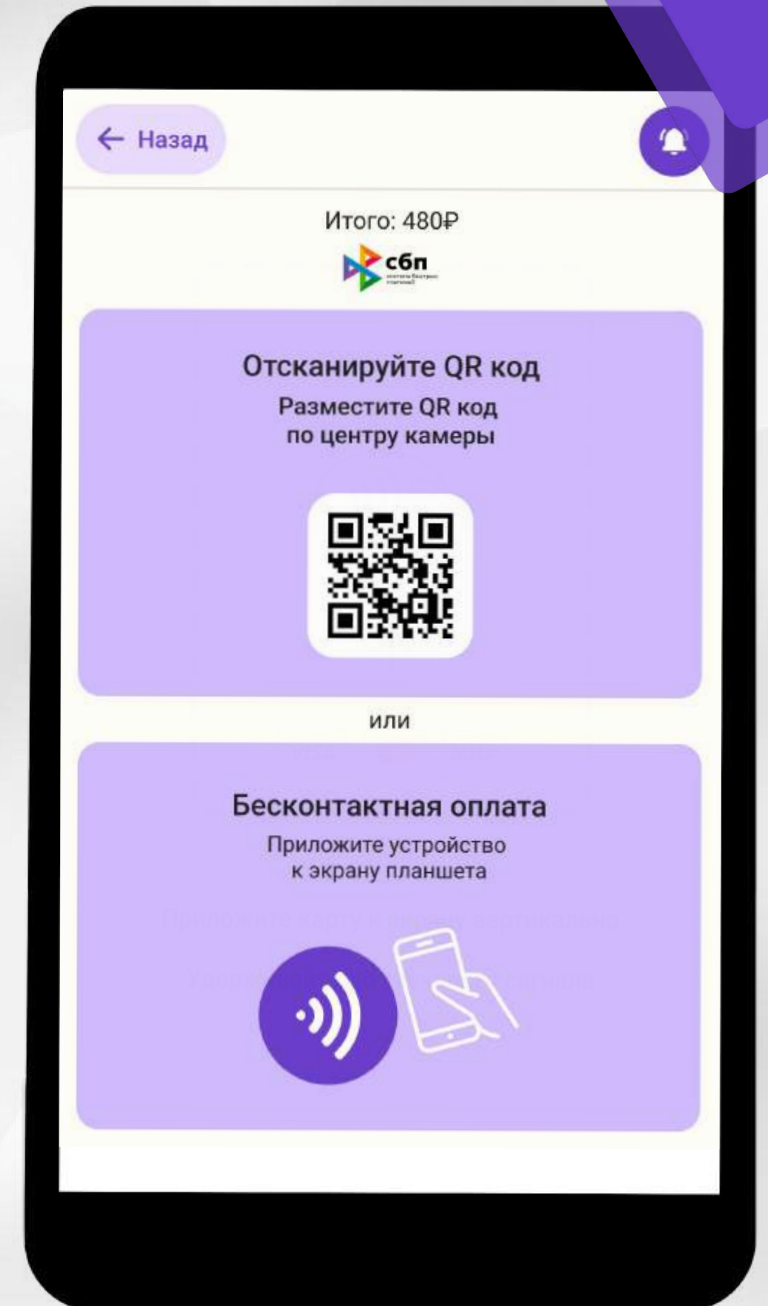 ← Назад
Итого: 480₽
сбп
Отсканируйте QR код
Разместите QR код
по центру камеры
или
Бесконтактная оплата
Приложите устройство
к экрану планшета